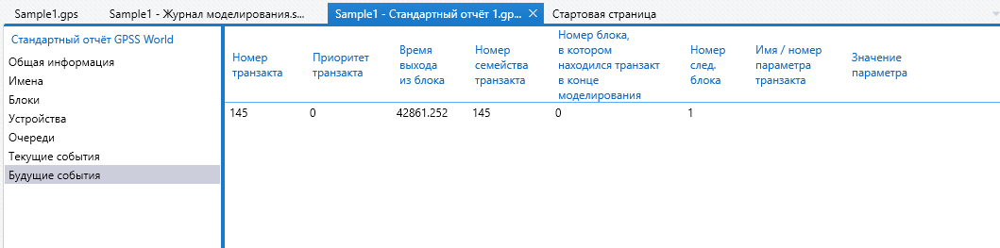 Sample1.gps
Sample1 - Журнал моделирования.s...
Sample1 - Стандартный отчёт 1.gp...
Стартовая страница
Стандартный отчёт GPSS World
Общая информация
Имена
Блоки
Устройства
Очереди
Текущие события
Будущие события
Номер
транзакта
Приоритет
транзакта
Время
выхода
из блока
Номер
семейства
транзакта
Номер блока,
в котором
находился транзакт
в конце
моделирования
Номер
след.
блока
Имя / номер
параметра
транзакта
Значение
параметра
145 0 42861.252 145 0 1